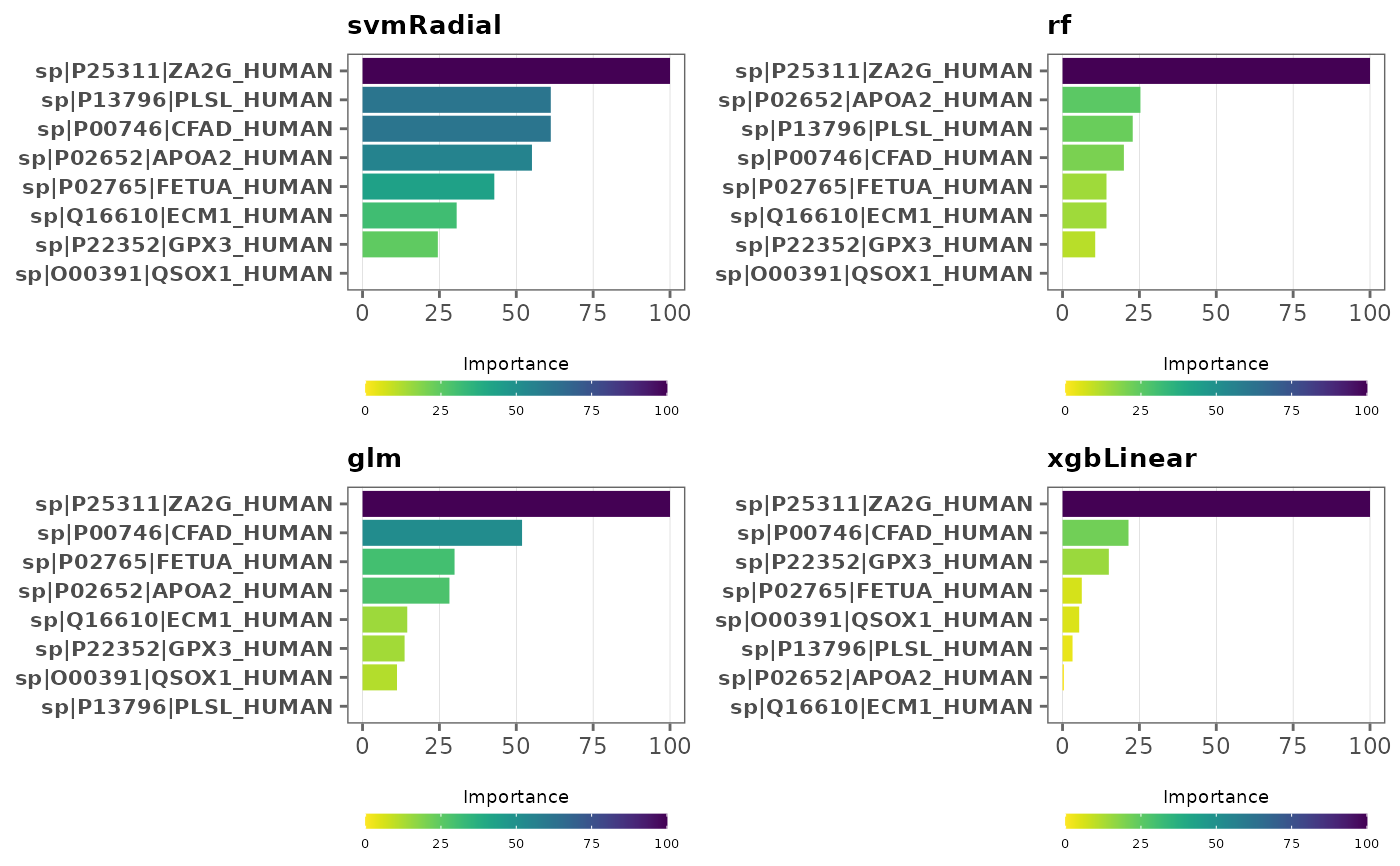 svmRadial
sp|P25311|ZA2G_HUMAN
sp|P13796|PLSL_HUMAN
sp|P00746|CFAD_HUMAN
sp|P02652|APOA2_HUMAN
sp|P02765|FETUA_HUMAN
sp|Q16610|ECM1_HUMAN
sp|P22352|GPX3_HUMAN
sp|O00391|QSOX1_HUMAN
0 25 50 75 100
Importance
0 25 50 75 100
rf
sp|P25311|ZA2G_HUMAN
sp|P02652|APOA2_HUMAN
sp|P13796|PLSL_HUMAN
sp|P00746|CFAD_HUMAN
sp|P02765|FETUA_HUMAN
sp|Q16610|ECM1_HUMAN
sp|P22352|GPX3_HUMAN
sp|O00391|QSOX1_HUMAN
0 25 50 75 100
Importance
0 25 50 75 100
glm
sp|P25311|ZA2G_HUMAN
sp|P00746|CFAD_HUMAN
sp|P02765|FETUA_HUMAN
sp|P02652|APOA2_HUMAN
sp|Q16610|ECM1_HUMAN
sp|P22352|GPX3_HUMAN
sp|O00391|QSOX1_HUMAN
sp|P13796|PLSL_HUMAN
0 25 50 75 100
Importance
0 25 50 75 100
xgbLinear
sp|P25311|ZA2G_HUMAN
sp|P00746|CFAD_HUMAN
sp|P22352|GPX3_HUMAN
sp|P02765|FETUA_HUMAN
sp|O00391|QSOX1_HUMAN
sp|P13796|PLSL_HUMAN
sp|P02652|APOA2_HUMAN
sp|Q16610|ECM1_HUMAN
0 25 50 75 100
Importance
0 25 50 75 100